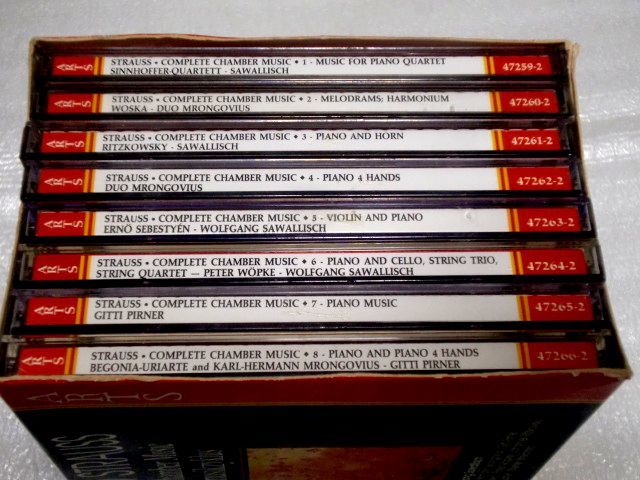 ARTS
STRAUSS • COMPLETE CHAMBER MUSIC • 1 - MUSIC FOR PIANO QUARTET
SINNHOFFER-QUARTETT - SAWALLISCH
47259-2
ARTS
STRAUSS • COMPLETE CHAMBER MUSIC • 2 - MELODRAMS; HARMONIUM
WOSKA - DUO MRONGOVIUS
47260-2
ARTS
STRAUSS • COMPLETE CHAMBER MUSIC • 3 - PIANO AND HORN
RITZKOWSKY - SAWALLISCH
47261-2
ARTS
STRAUSS • COMPLETE CHAMBER MUSIC • 4 - PIANO 4 HANDS
DUO MRONGOVIUS
47262-2
ARTS
STRAUSS • COMPLETE CHAMBER MUSIC • 5 - VIOLIN AND PIANO
ERNÖ SEBESTYÉN - WOLFGANG SAWALLISCH
47263-2
ARTS
STRAUSS • COMPLETE CHAMBER MUSIC • 6 - PIANO AND CELLO, STRING TRIO,
STRING QUARTET — PETER WÖPKE - WOLFGANG SAWALLISCH
47264-2
ARTS
STRAUSS • COMPLETE CHAMBER MUSIC • 7 - PIANO MUSIC
GITTI PIRNER
47265-2
ARTS
STRAUSS • COMPLETE CHAMBER MUSIC • 8 - PIANO AND PIANO 4 HANDS
BEGONIA-URIARTE and KARL-HERMANN MRONGOVIUS - GITTI PIRNER
47266-2
ARTS
STRAUSS